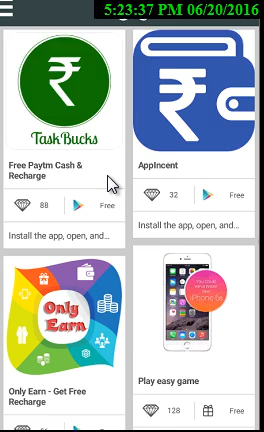 5:23:37 PM 06/20/2016
₹
TaskBucks
Free Paytm Cash &
Recharge
88
Free
Install the app, open, and...
₹
AppIncent
32
Free
Install the app, open, and...
Only
Earn
Only Earn - Get Free
Recharge
iPhone 6s
Play easy game
128
Free